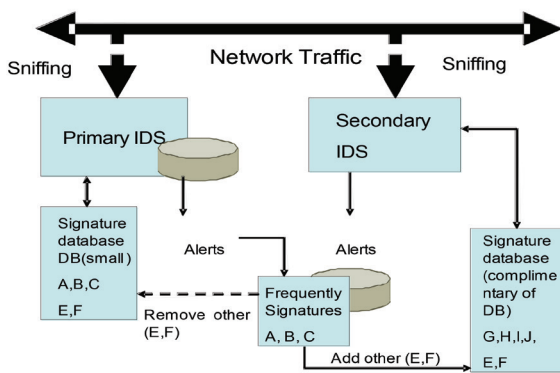 Network Traffic
Sniffing
Sniffing
Primary IDS
Secondary
IDS
Signature
database
DB(small)
A,B,C
E,F
Alerts
Alerts
Remove other
(E,F)
Frequently
Signatures
A, B, C
Add other (E,F)
Signature
database
(complime
ntary of
DB)
G,H,I,J,
E,F